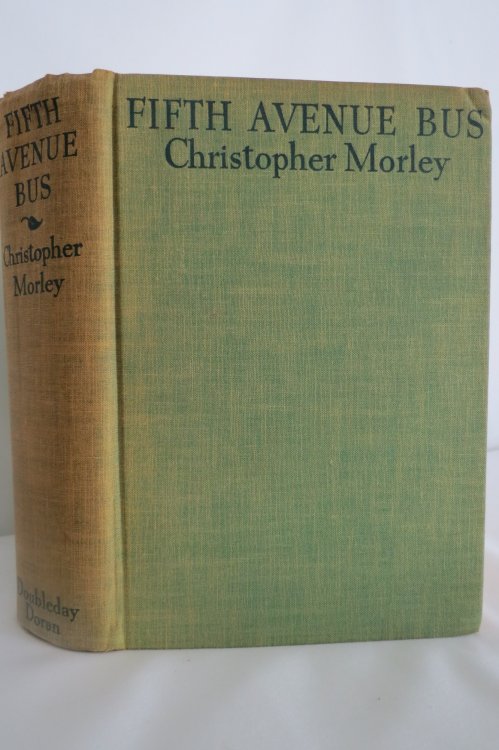 FIFTH
AVENUE
BUS
Christopher
Morley
Doubleday
Doran
FIFTH AVENUE BUS
Christopher Morley